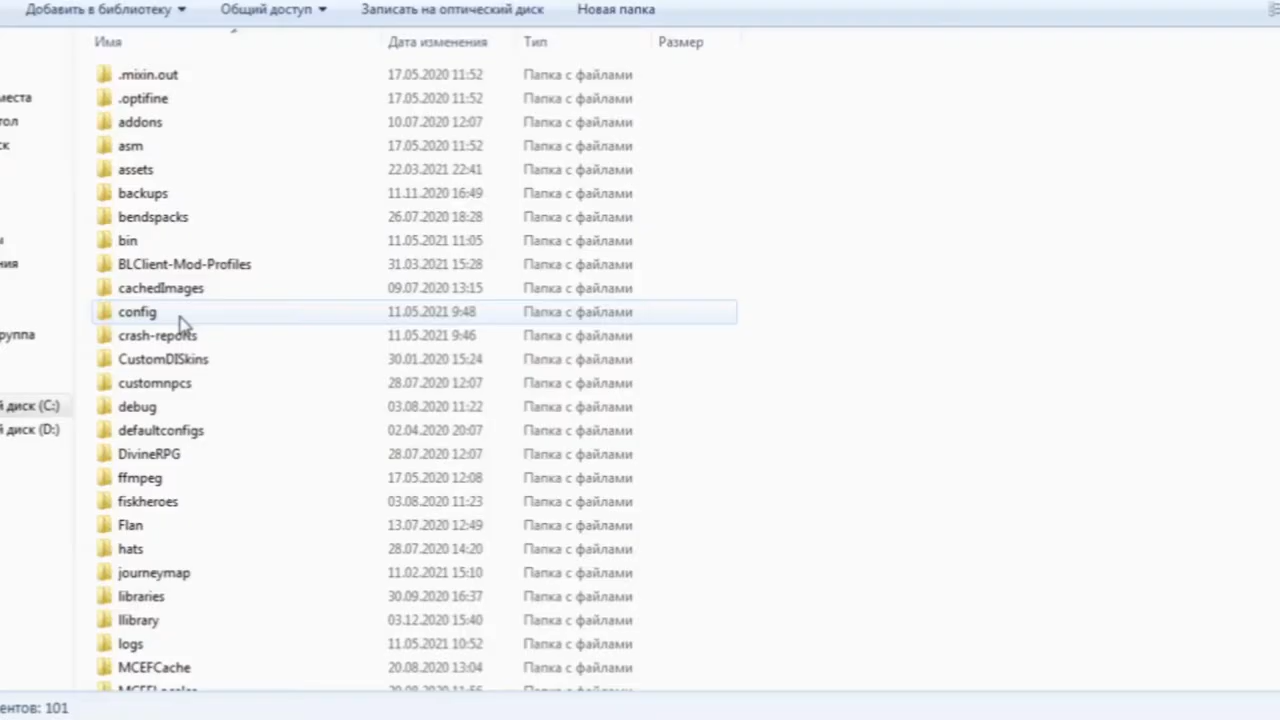 Добавить в библиотеку Общий доступ Записать на оптический диск Новая папка
Имя Дата изменения Тип Размер
.mixin.out 17.05.2020 11:52 Папка с файлами
места .optifine 17.05.2020 11:52 Папка с файлами
тол addons 10.07.2020 12:07 Папка с файлами
ск asm 17.05.2020 11:52 Папка с файлами
assets 22.03.2021 22:41 Папка с файлами
backups 11.11.2020 16:49 Папка с файлами
bendspacks 26.07.2020 18:28 Папка с файлами
ы bin 11.05.2021 11:05 Папка с файлами
ния BLClient-Mod-Profiles 31.03.2021 15:28 Папка с файлами
cachedImages 09.07.2020 13:15 Папка с файлами
config 11.05.2021 9:48 Папка с файлами
руппа crash-reports 11.05.2021 9:46 Папка с файлами
CustomDISkins 30.01.2020 15:24 Папка с файлами
customnpcs 28.07.2020 12:07 Папка с файлами
й диск (C:) debug 03.08.2020 11:22 Папка с файлами
й диск (D:) defaultconfigs 02.04.2020 20:07 Папка с файлами
DivineRPG 28.07.2020 12:07 Папка с файлами
ffmpeg 17.05.2020 12:08 Папка с файлами
fiskheroes 03.08.2020 11:23 Папка с файлами
Flan 13.07.2020 12:49 Папка с файлами
hats 28.07.2020 14:20 Папка с файлами
journeymap 11.02.2021 15:10 Папка с файлами
libraries 30.09.2020 16:37 Папка с файлами
llibrary 03.12.2020 15:40 Папка с файлами
logs 11.05.2021 10:52 Папка с файлами
MCEFCache 20.08.2020 13:04 Папка с файлами
ентов: 101